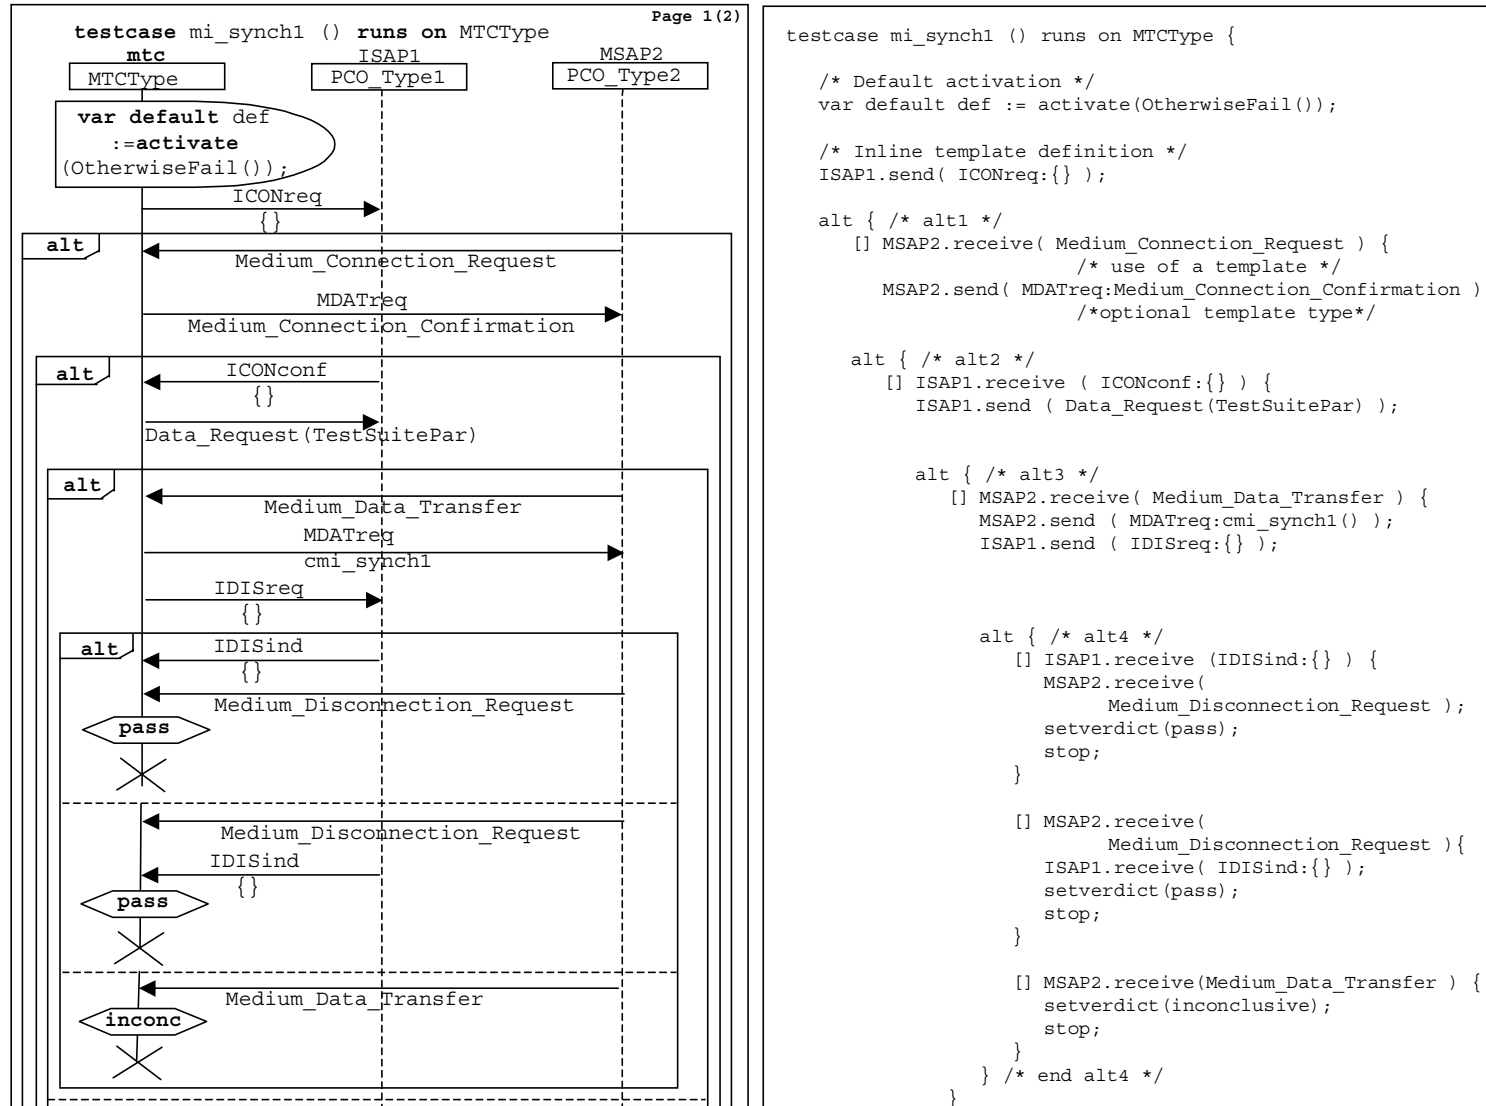 Page 1(2)
testcase mi_synch1 () runs on MTCType
mtc ISAP1 MSAP2
MTCType PCO_Type1 PCO_Type2
var default def
:=activate
(OtherwiseFail());
ICONreq
{}
alt
Medium_Connection_Request
MDATreq
Medium_Connection_Confirmation
alt
ICONconf
{}
Data_Request(TestSuitePar)
alt
Medium_Data_Transfer
MDATreq
cmi_synch1
IDISreq
{}
alt
IDISind
{}
Medium_Disconnection_Request
pass
Medium_Disconnection_Request
IDISind
{}
pass
Medium_Data_Transfer
inconc
testcase mi_synch1 () runs on MTCType {
/* Default activation */
var default def := activate(OtherwiseFail());
/* Inline template definition */
ISAP1.send( ICONreq:{} );
alt { /* alt1 */
[] MSAP2.receive( Medium_Connection_Request ) {
/* use of a template */
MSAP2.send( MDATreq:Medium_Connection_Confirmation )
/*optional template type*/
alt { /* alt2 */
[] ISAP1.receive ( ICONconf:{} ) {
ISAP1.send ( Data_Request(TestSuitePar) );
alt { /* alt3 */
[] MSAP2.receive( Medium_Data_Transfer ) {
MSAP2.send ( MDATreq:cmi_synch1() );
ISAP1.send ( IDISreq:{} );
alt { /* alt4 */
[] ISAP1.receive (IDISind:{} ) {
MSAP2.receive(
Medium_Disconnection_Request );
setverdict(pass);
stop;
}
[] MSAP2.receive(
Medium_Disconnection_Request ){
ISAP1.receive( IDISind:{} );
setverdict(pass);
stop;
}
[] MSAP2.receive(Medium_Data_Transfer ) {
setverdict(inconclusive);
stop;
}
} /* end alt4 */
}